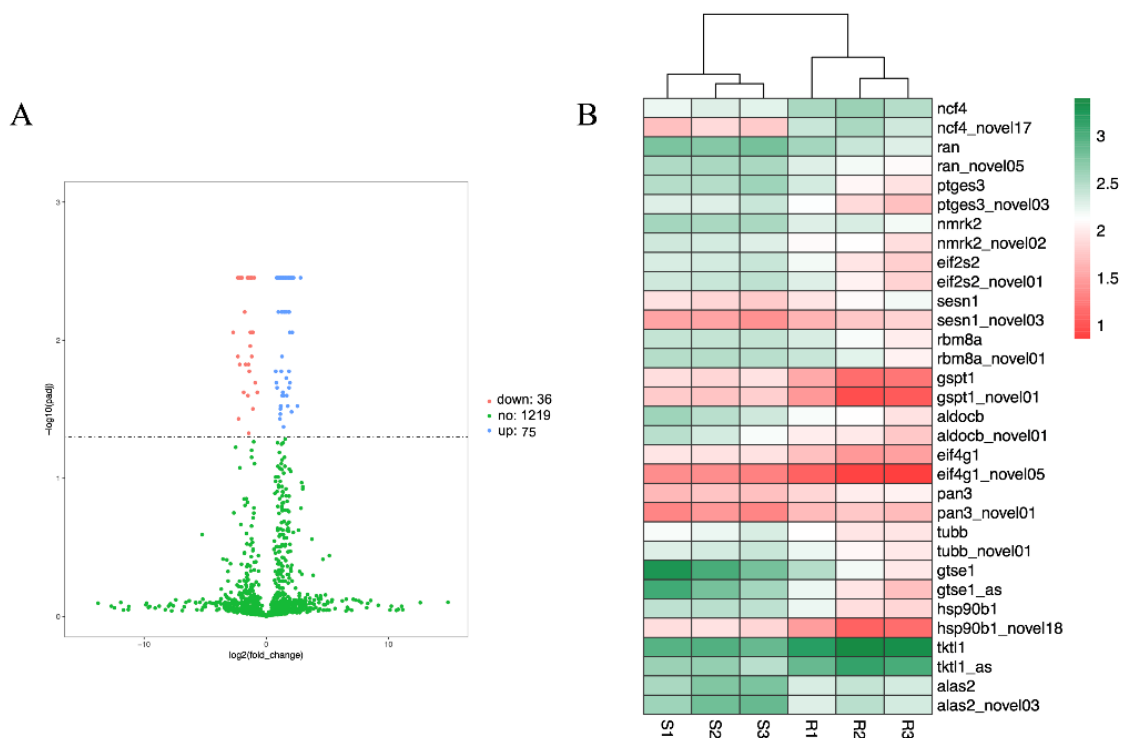 A
3
2
1
0
-log10(padj)
-10
0
10
log2(fold_change)
down: 36
no: 1219
up: 75
B
ncf4
ncf4_novel17
ran
ran_novel05
ptges3
ptges3_novel03
nmrk2
nmrk2_novel02
eif2s2
eif2s2_novel01
sesn1
sesn1_novel03
rbm8a
rbm8a_novel01
gspt1
gspt1_novel01
aldocb
aldocb_novel01
eif4g1
eif4g1_novel05
pan3
pan3_novel01
tubb
tubb_novel01
gtse1
gtse1_as
hsp90b1
hsp90b1_novel18
tktl1
tktl1_as
alas2
alas2_novel03
S1
S2
S3
R1
R2
R3
3
2.5
2
1.5
1